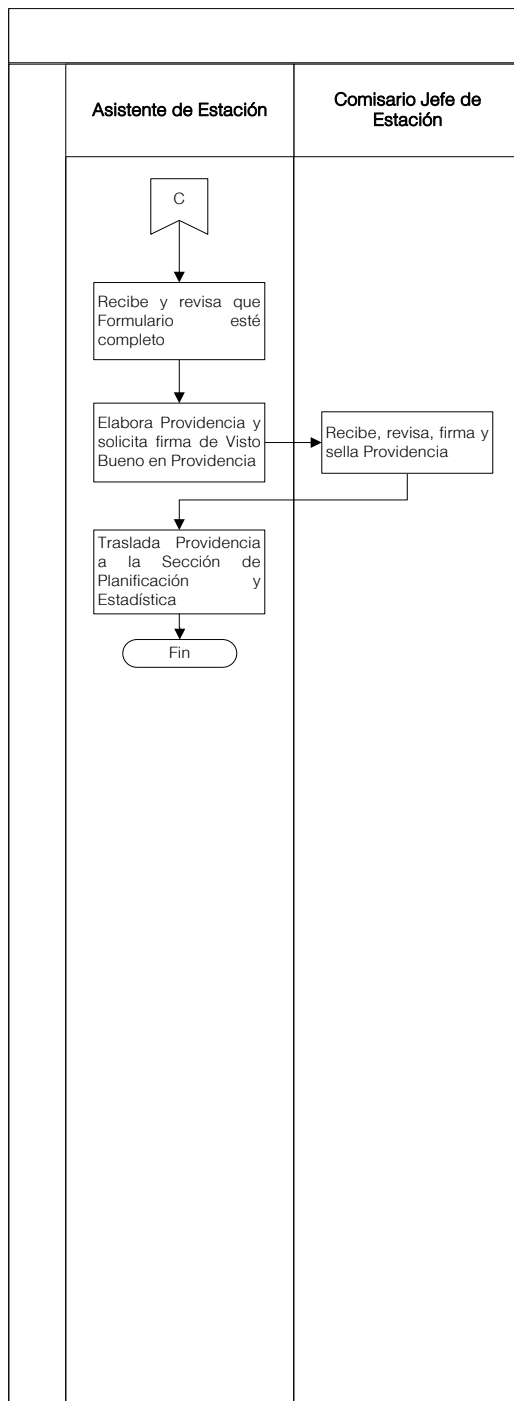 Asistente de Estación
Comisario Jefe de
Estación
C
Recibe y revisa que
Formulario esté
completo
Elabora Providencia y
solicita firma de Visto
Bueno en Providencia
Recibe, revisa, firma y
sella Providencia
Traslada Providencia
a la Sección de
Planificación y
Estadística
Fin